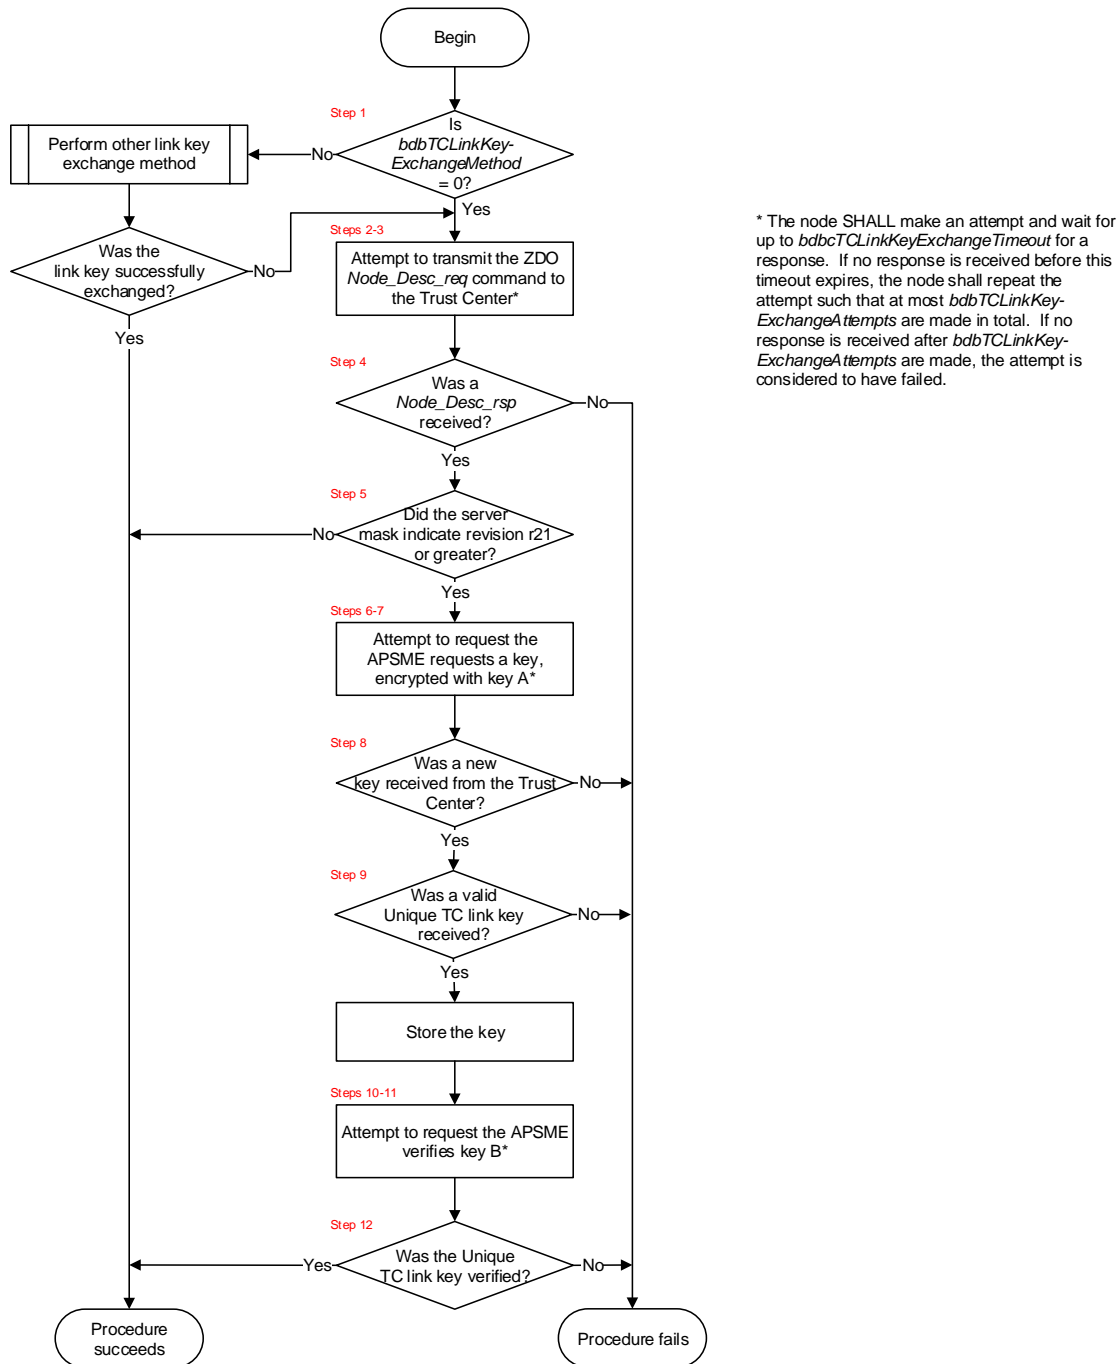 Begin
Step 1
Is
bdbTCLinkKey-
ExchangeMethod
= 0?
No
Perform other link key
exchange method
Yes
Was the
link key successfully
exchanged?
No
Yes
Steps 2-3
Attempt to transmit the ZDO
Node_Desc_req command to
the Trust Center*
* The node SHALL make an attempt and wait for
up to bdbcTCLinkKeyExchangeTimeout for a
response. If no response is received before this
timeout expires, the node shall repeat the
attempt such that at most bdbTCLinkKey-
ExchangeAttempts are made in total. If no
response is received after bdbTCLinkKey-
ExchangeAttempts are made, the attempt is
considered to have failed.
Step 4
Was a
Node_Desc_rsp
received?
No
Yes
Step 5
Did the server
mask indicate revision r21
or greater?
No
Yes
Steps 6-7
Attempt to request the
APSME requests a key,
encrypted with key A*
Step 8
Was a new
key received from the Trust
Center?
No
Yes
Step 9
Was a valid
Unique TC link key
received?
No
Yes
Store the key
Steps 10-11
Attempt to request the APSME
verifies key B*
Step 12
Was the Unique
TC link key verified?
Yes
No
Procedure
succeeds
Procedure fails